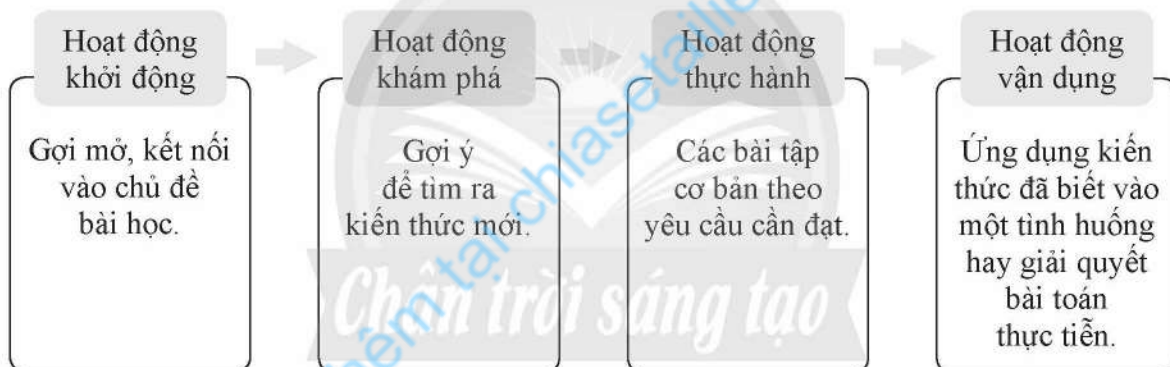 Hoạt động
khởi động
Gợi mở, kết nối
vào chủ đề
bài học.
Hoạt động
khám phá
Gợi ý
để tìm ra
kiến thức mới.
Hoạt động
thực hành
Các bài tập
cơ bản theo
yêu cầu cần đạt.
Hoạt động
vận dụng
Ứng dụng kiến
thức đã biết vào
một tình huống
hay giải quyết
bài toán
thực tiễn.
Chân trời sáng tạo
tại chiasetailie